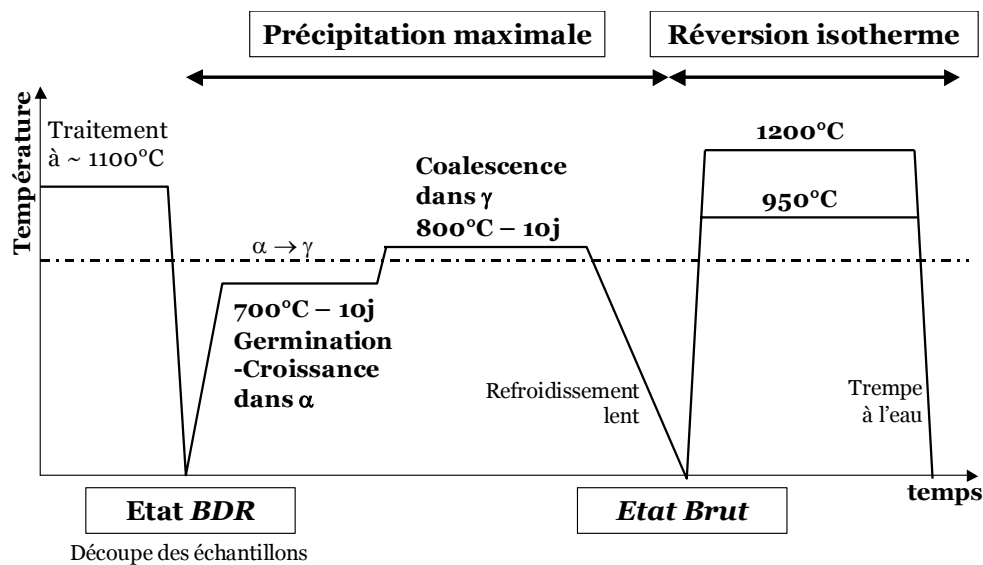 Précipitation maximale
Réversion isotherme
Température
Traitement
à ~ 1100°C
1200°C
Coalescence
dans γ
800°C – 10j
950°C
α → γ
700°C – 10j
Germination
-Croissance
dans α
Refroidissement
lent
Trempe
à l'eau
temps
Etat BDR
Etat Brut
Découpe des échantillons